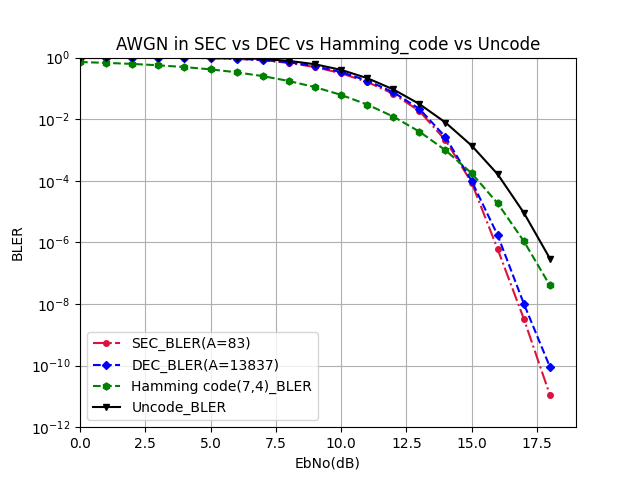 AWGN in SEC vs DEC vs Hamming_code vs Uncode
10^0
10^-2
10^-4
10^-6
10^-8
10^-10
10^-12
BLER
SEC_BLER(A=83)
DEC_BLER(A=13837)
Hamming code(7,4)_BLER
Uncode_BLER
0.0 2.5 5.0 7.5 10.0 12.5 15.0 17.5
EbNo(dB)